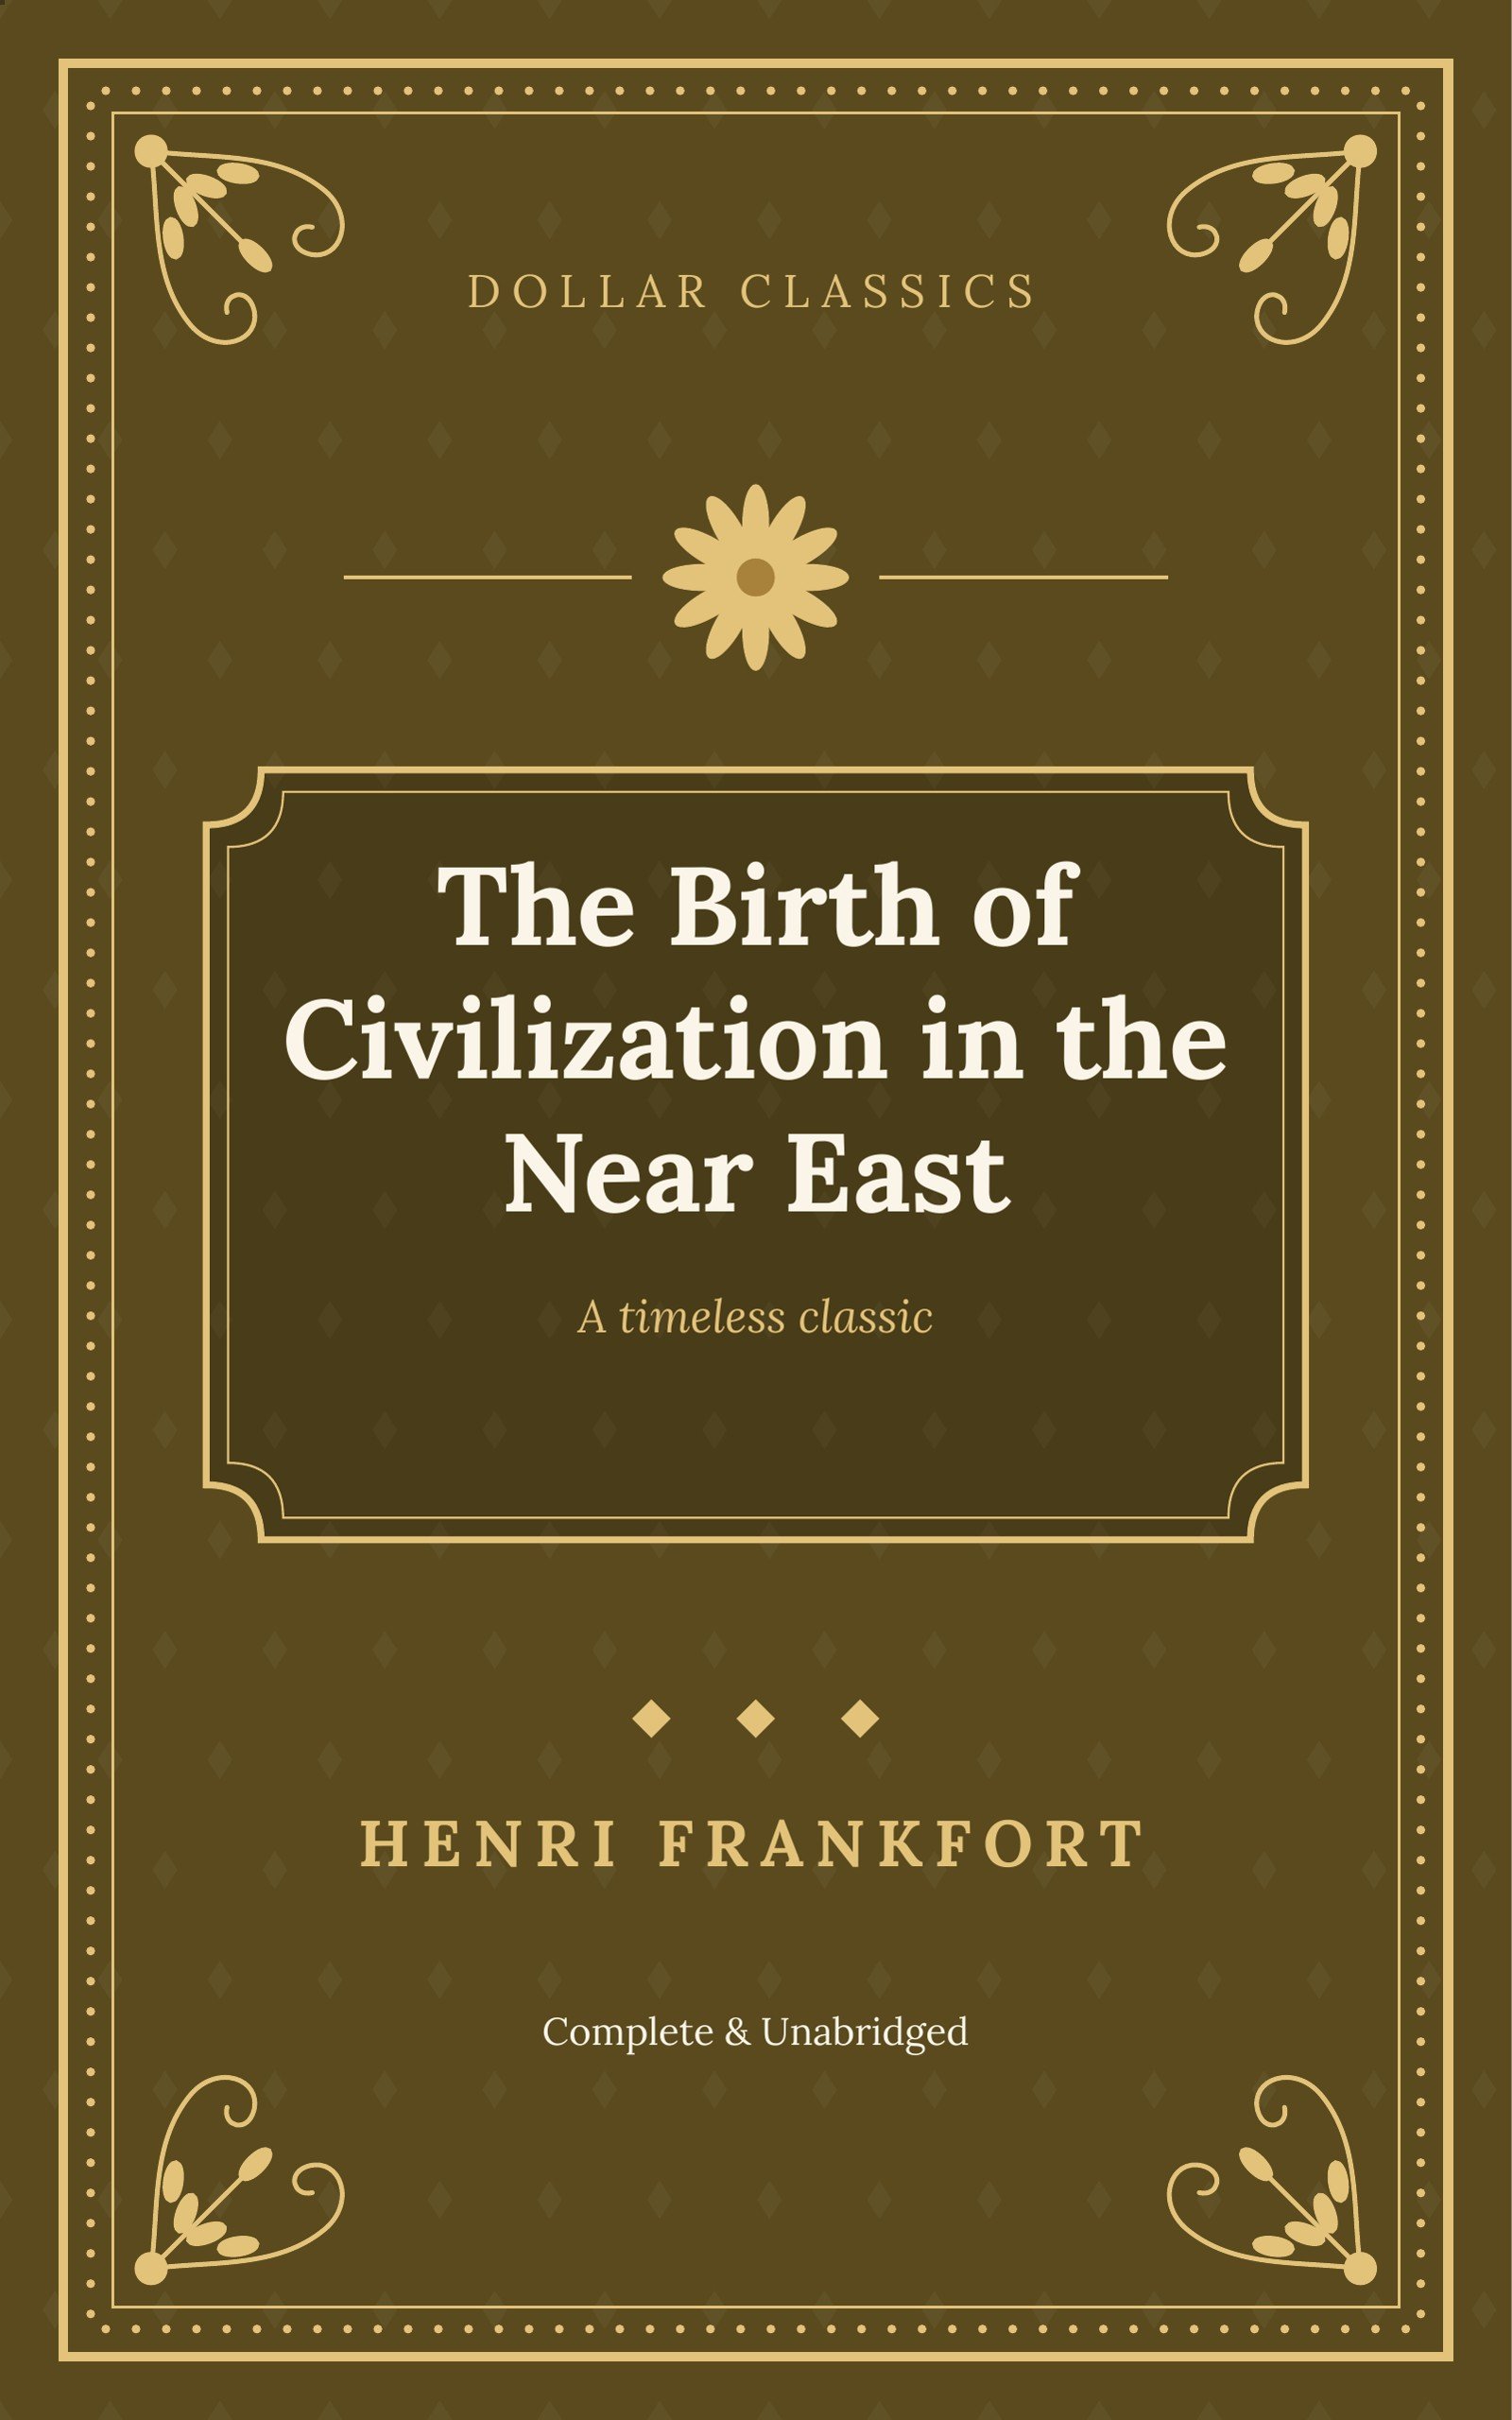 DOLLAR CLASSICS
The Birth of
Civilization in the
Near East
A timeless classic
HENRI FRANKFORT
Complete & Unabridged